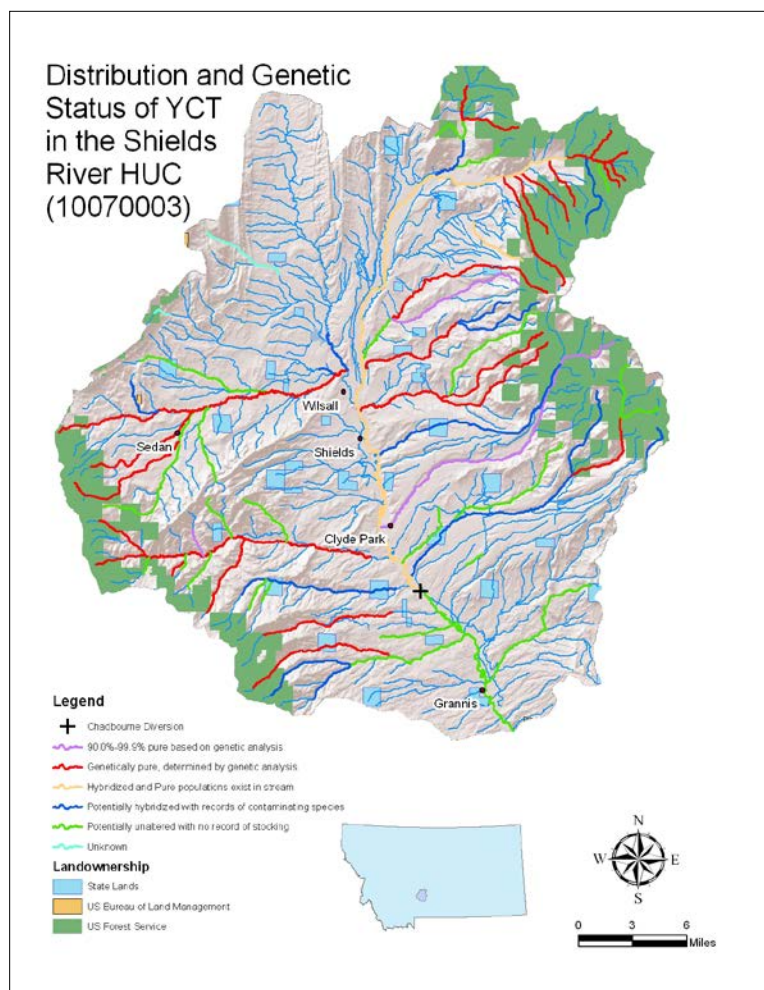 Distribution and Genetic
Status of YCT
in the Shields
River HUC
(10070003)
Wilsall
Sedan
Shields
Clyde Park
Grannis
Legend
Chadbourne Diversion
90.0%-99.9% pure based on genetic analysis
Genetically pure, determined by genetic analysis
Hybridized and Pure populations exist in stream
Potentially hybridized with records of contaminating species
Potentially unaltered with no record of stocking
Unknown
Landownership
State Lands
US Bureau of Land Management
US Forest Service
N
W E
S
0 3 6
Miles